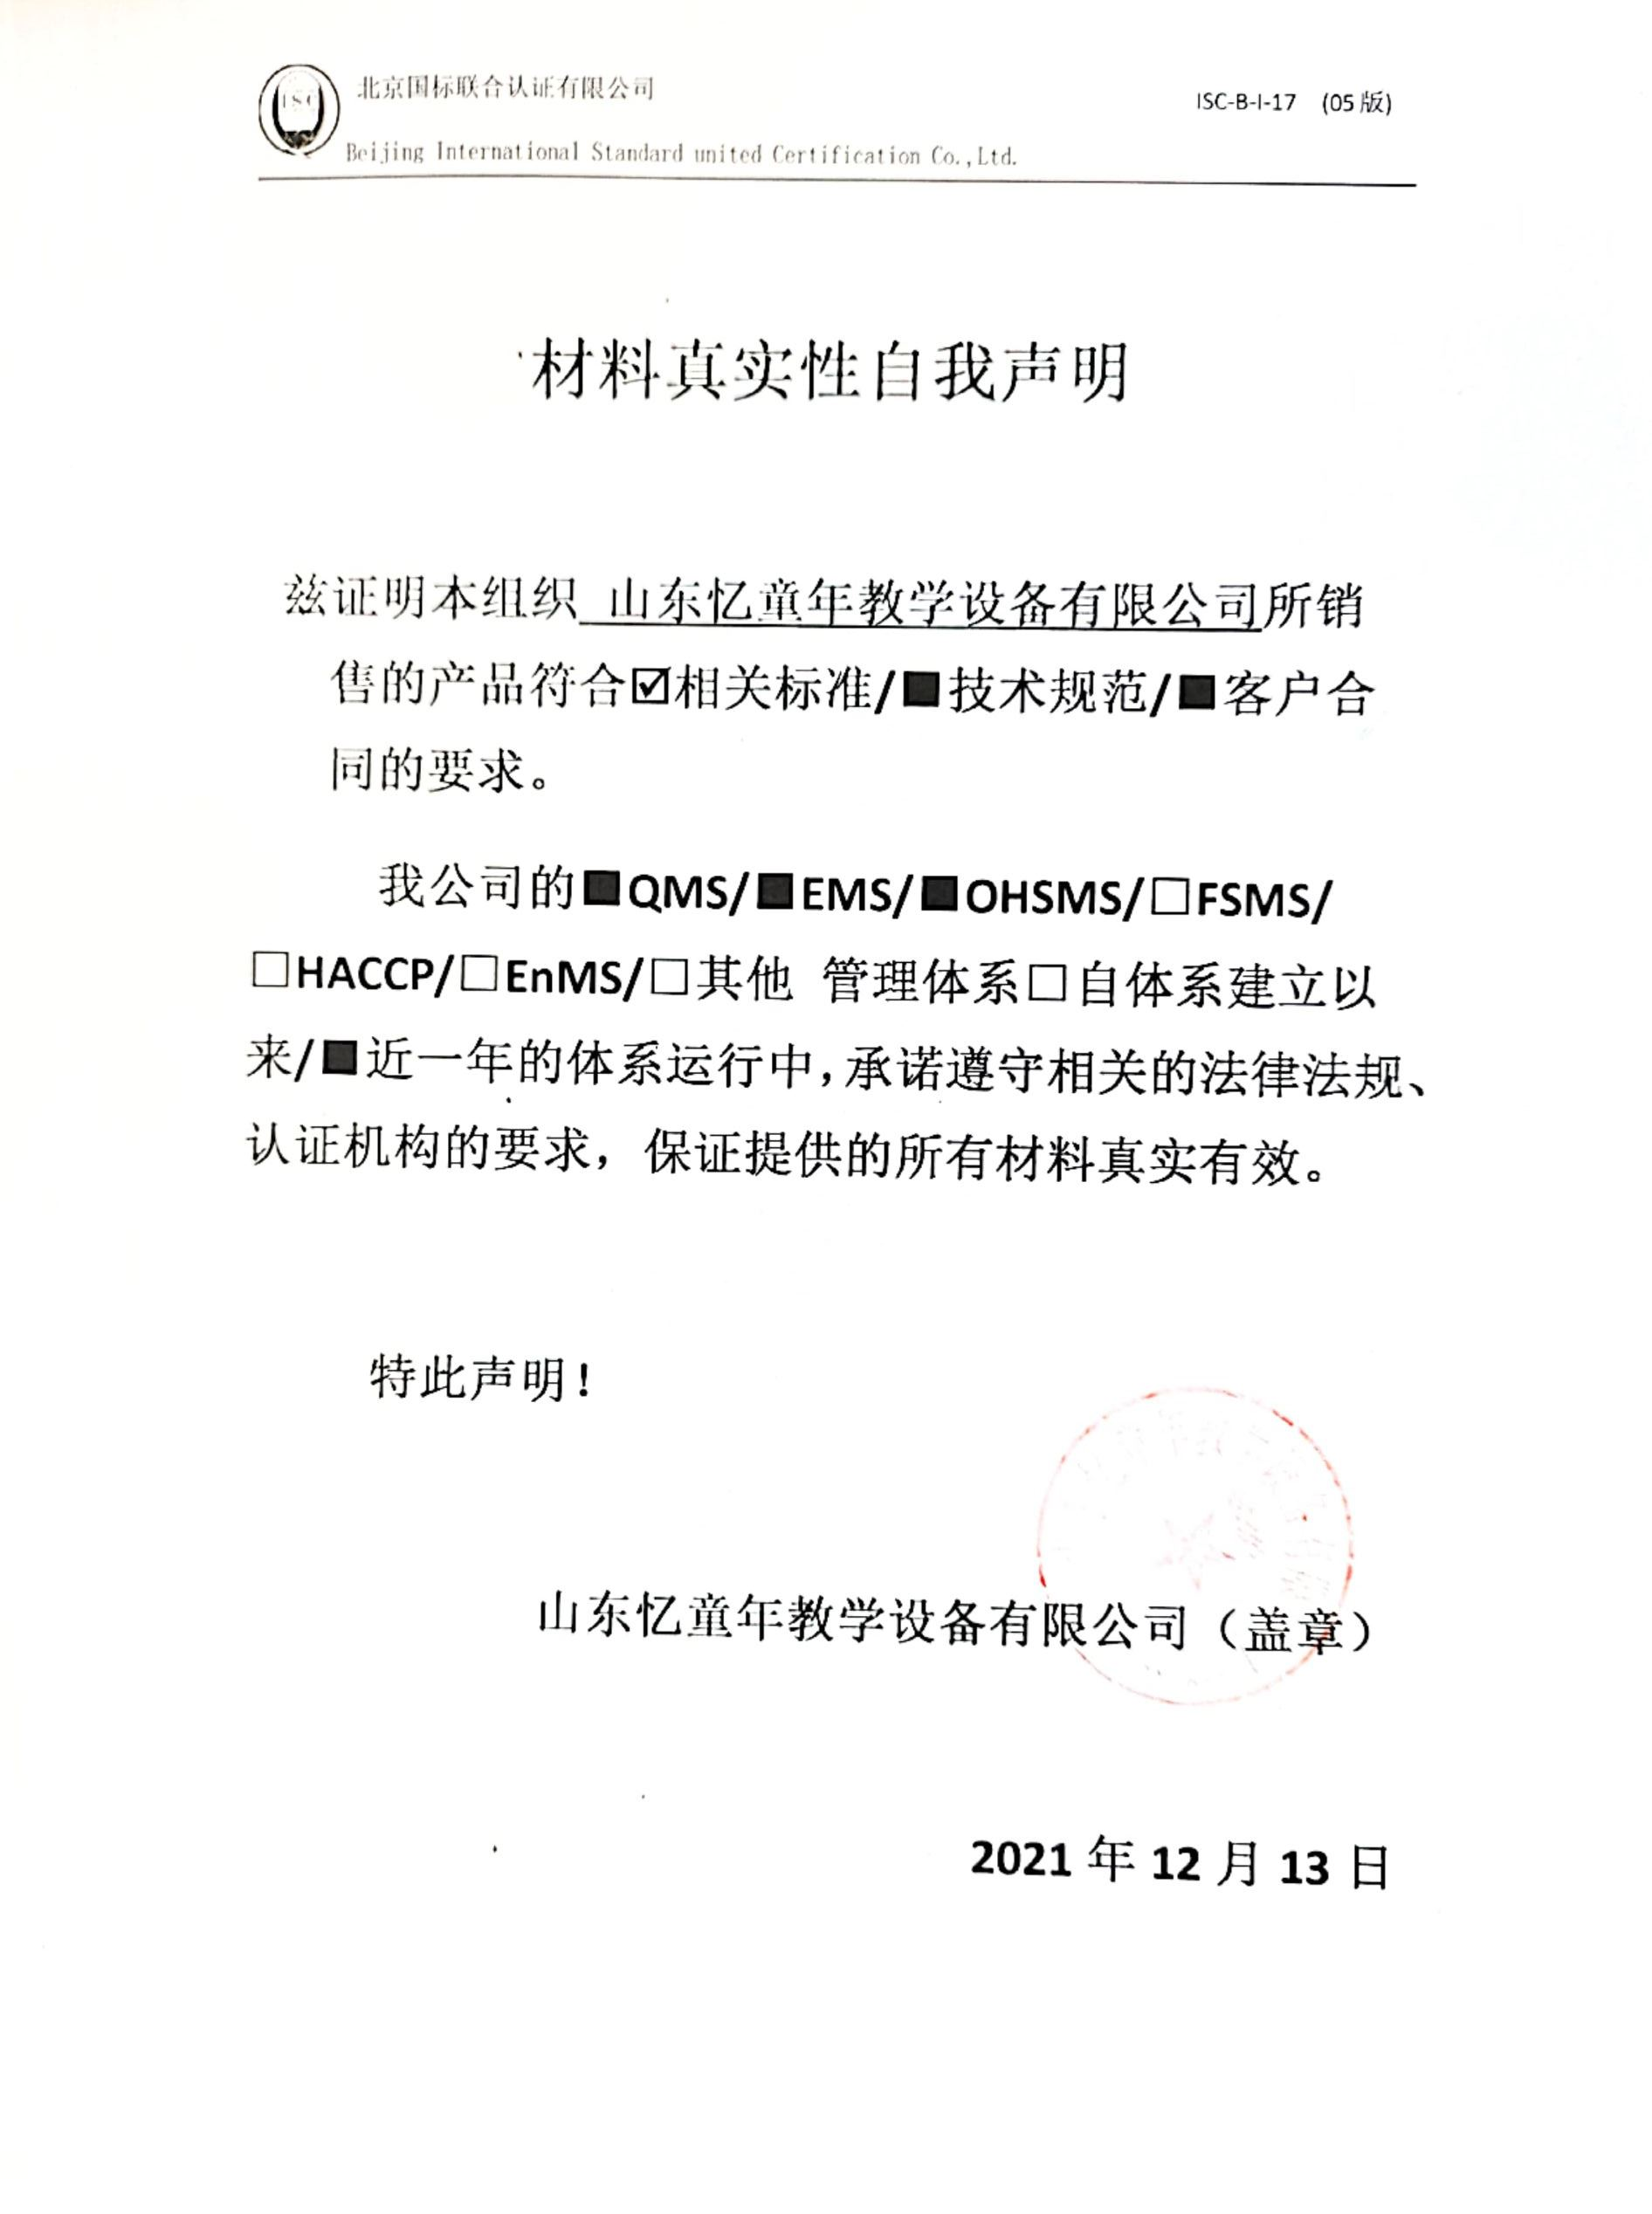 ISC
北京国标联合认证有限公司
ISC-B-I-17 (05版)
Beijing International Standard united Certification Co.,Ltd.
材料真实性自我声明
兹证明本组织 山东忆童年教学设备有限公司所销
售的产品符合☑相关标准/■技术规范/■客户合
同的要求。
我公司的■QMS/■EMS/■OHSMS/□FSMS/
□HACCP/□EnMS/□其他 管理体系□自体系建立以
来/■近一年的体系运行中，承诺遵守相关的法律法规、
认证机构的要求，保证提供的所有材料真实有效。
特此声明！
山东忆童年教学设备有限公司（盖章）
2021 年 12 月 13 日